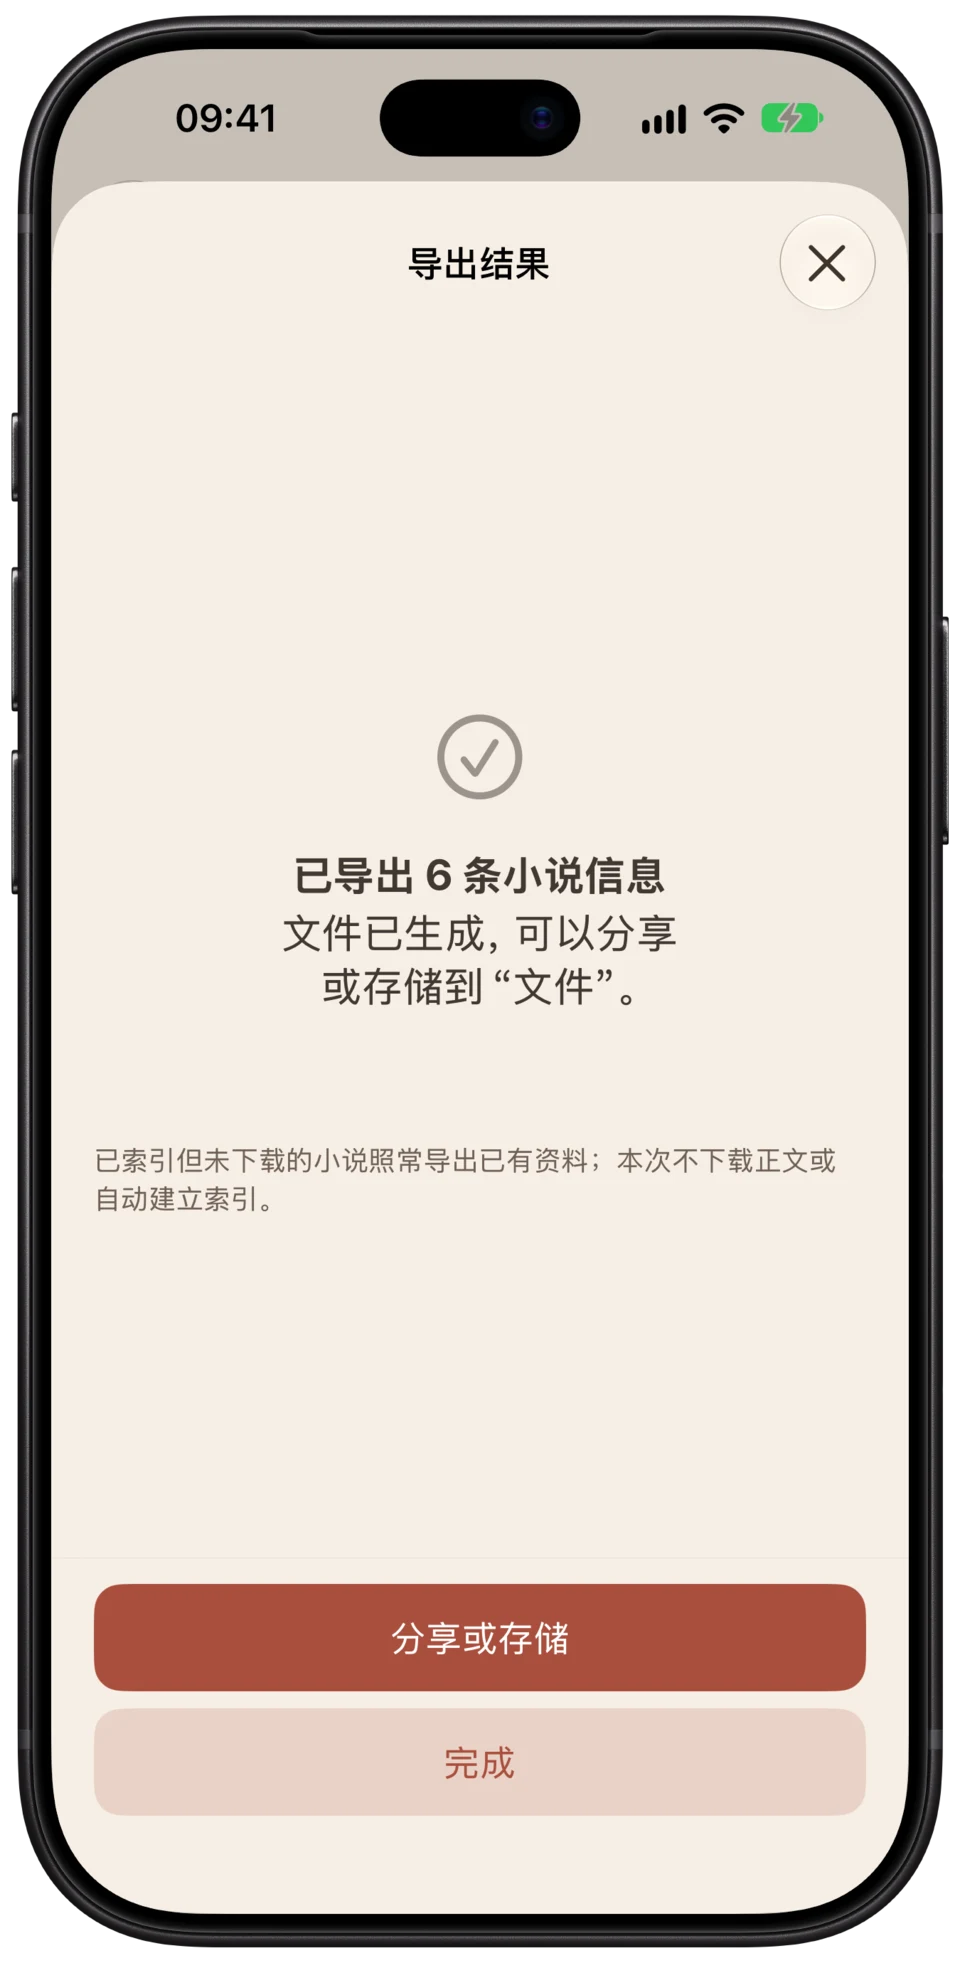 09:41
导出结果
已导出 6 条小说信息
文件已生成，可以分享
或存储到“文件”。
已索引但未下载的小说照常导出已有资料；本次不下载正文或
自动建立索引。
分享或存储
完成